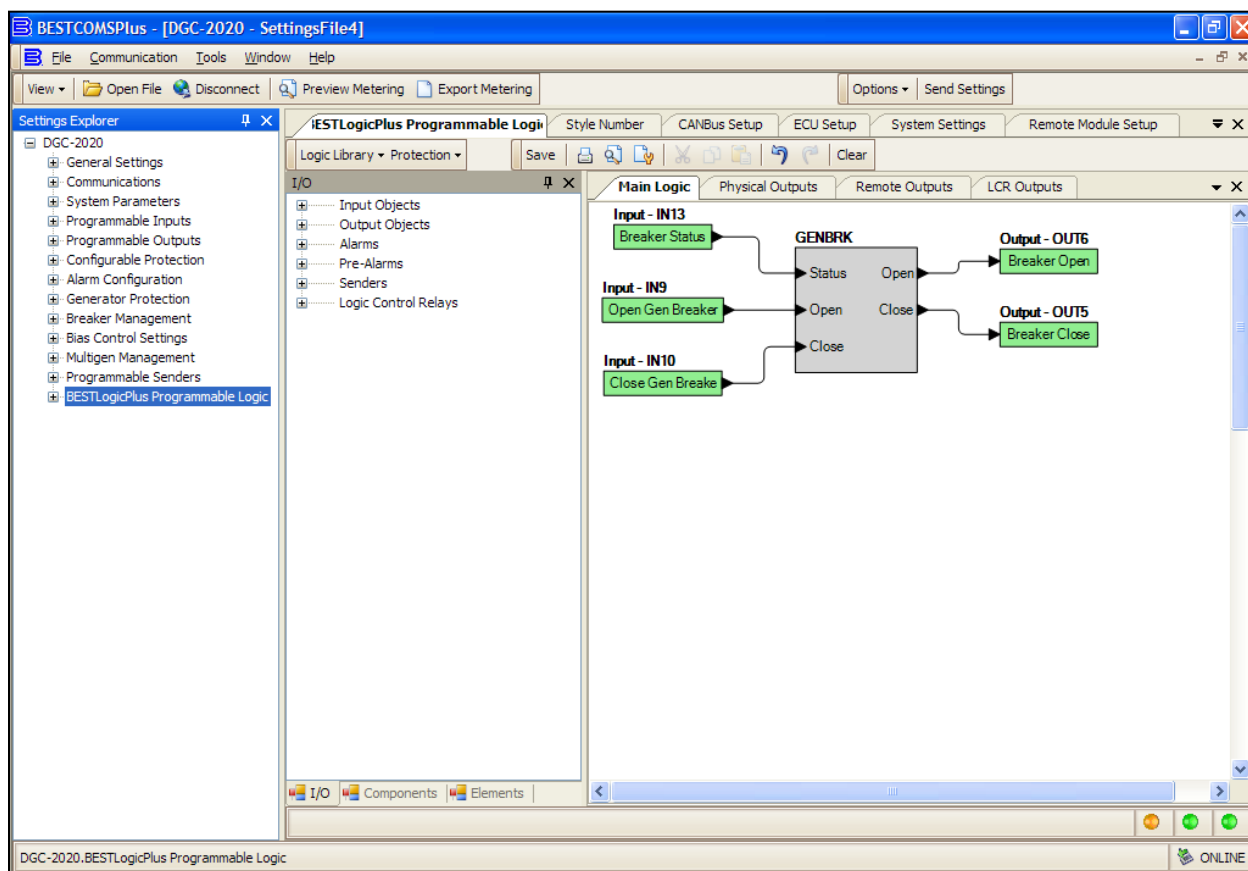 BESTCOMSPlus - [DGC-2020 - SettingsFile4]
File Communication Tools Window Help
View Open File Disconnect Preview Metering Export Metering Options Send Settings
Settings Explorer
DGC-2020
General Settings
Communications
System Parameters
Programmable Inputs
Programmable Outputs
Configurable Protection
Alarm Configuration
Generator Protection
Breaker Management
Bias Control Settings
Multigen Management
Programmable Senders
BESTLogicPlus Programmable Logic
BESTLogicPlus Programmable Logi Style Number CANBus Setup ECU Setup System Settings Remote Module Setup
Logic Library Protection Save Clear
I/O
Input Objects
Output Objects
Alarms
Pre-Alarms
Senders
Logic Control Relays
I/O Components Elements
Main Logic Physical Outputs Remote Outputs LCR Outputs
Input - IN13
Breaker Status
Input - IN9
Open Gen Breaker
Input - IN10
Close Gen Breake
GENBRK
Status Open
Open Close
Close
Output - OUT6
Breaker Open
Output - OUT5
Breaker Close
DGC-2020.BESTLogicPlus Programmable Logic
ONLINE